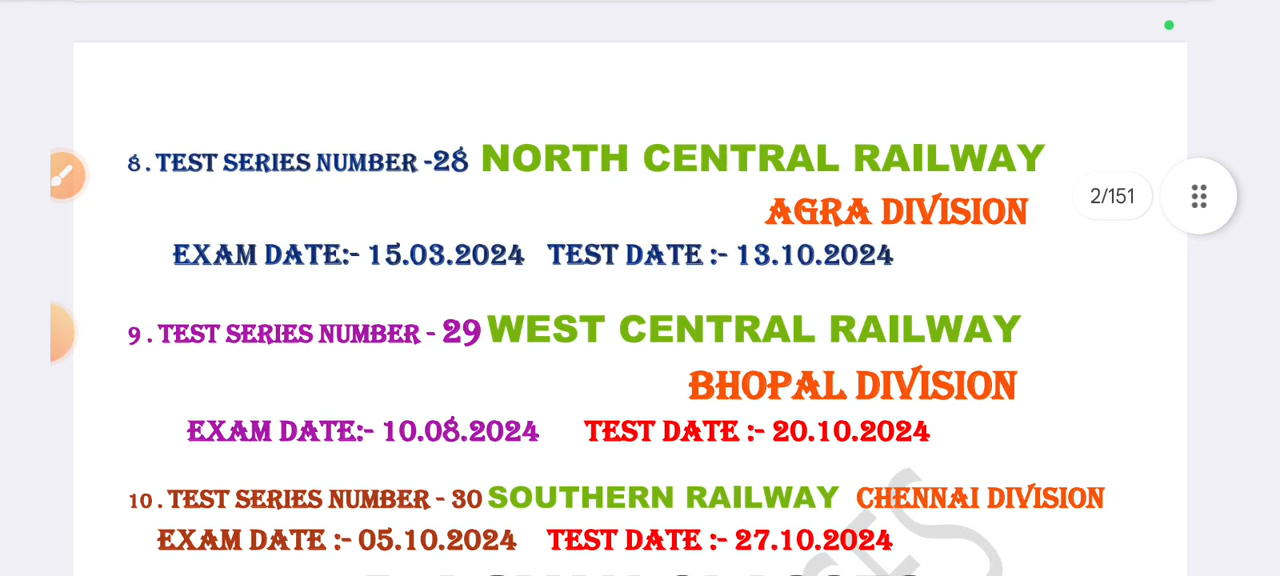 8. TEST SERIES NUMBER -28 NORTH CENTRAL RAILWAY
AGRA DIVISION
2/151
EXAM DATE:- 15.03.2024 TEST DATE :- 13.10.2024
9. TEST SERIES NUMBER - 29 WEST CENTRAL RAILWAY
BHOPAL DIVISION
EXAM DATE:- 10.08.2024 TEST DATE :- 20.10.2024
10. TEST SERIES NUMBER - 30 SOUTHERN RAILWAY CHENNAI DIVISION
EXAM DATE :- 05.10.2024 TEST DATE :- 27.10.2024